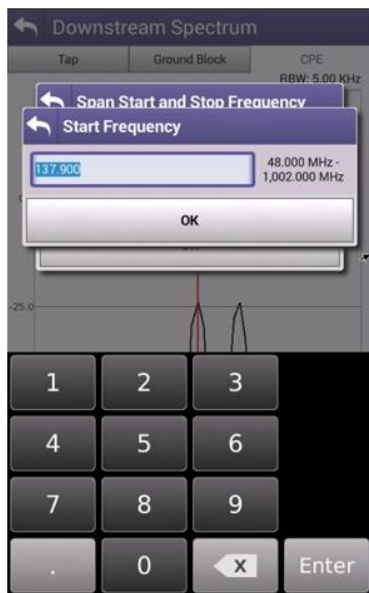 Downstream Spectrum
Tap Ground Block CPE
RBW: 5.00 KHz
Span Start and Stop Frequency
Start Frequency
137.900
48.000 MHz -
1,002.000 MHz
OK
-25.0
1 2 3
4 5 6
7 8 9
. 0 X Enter